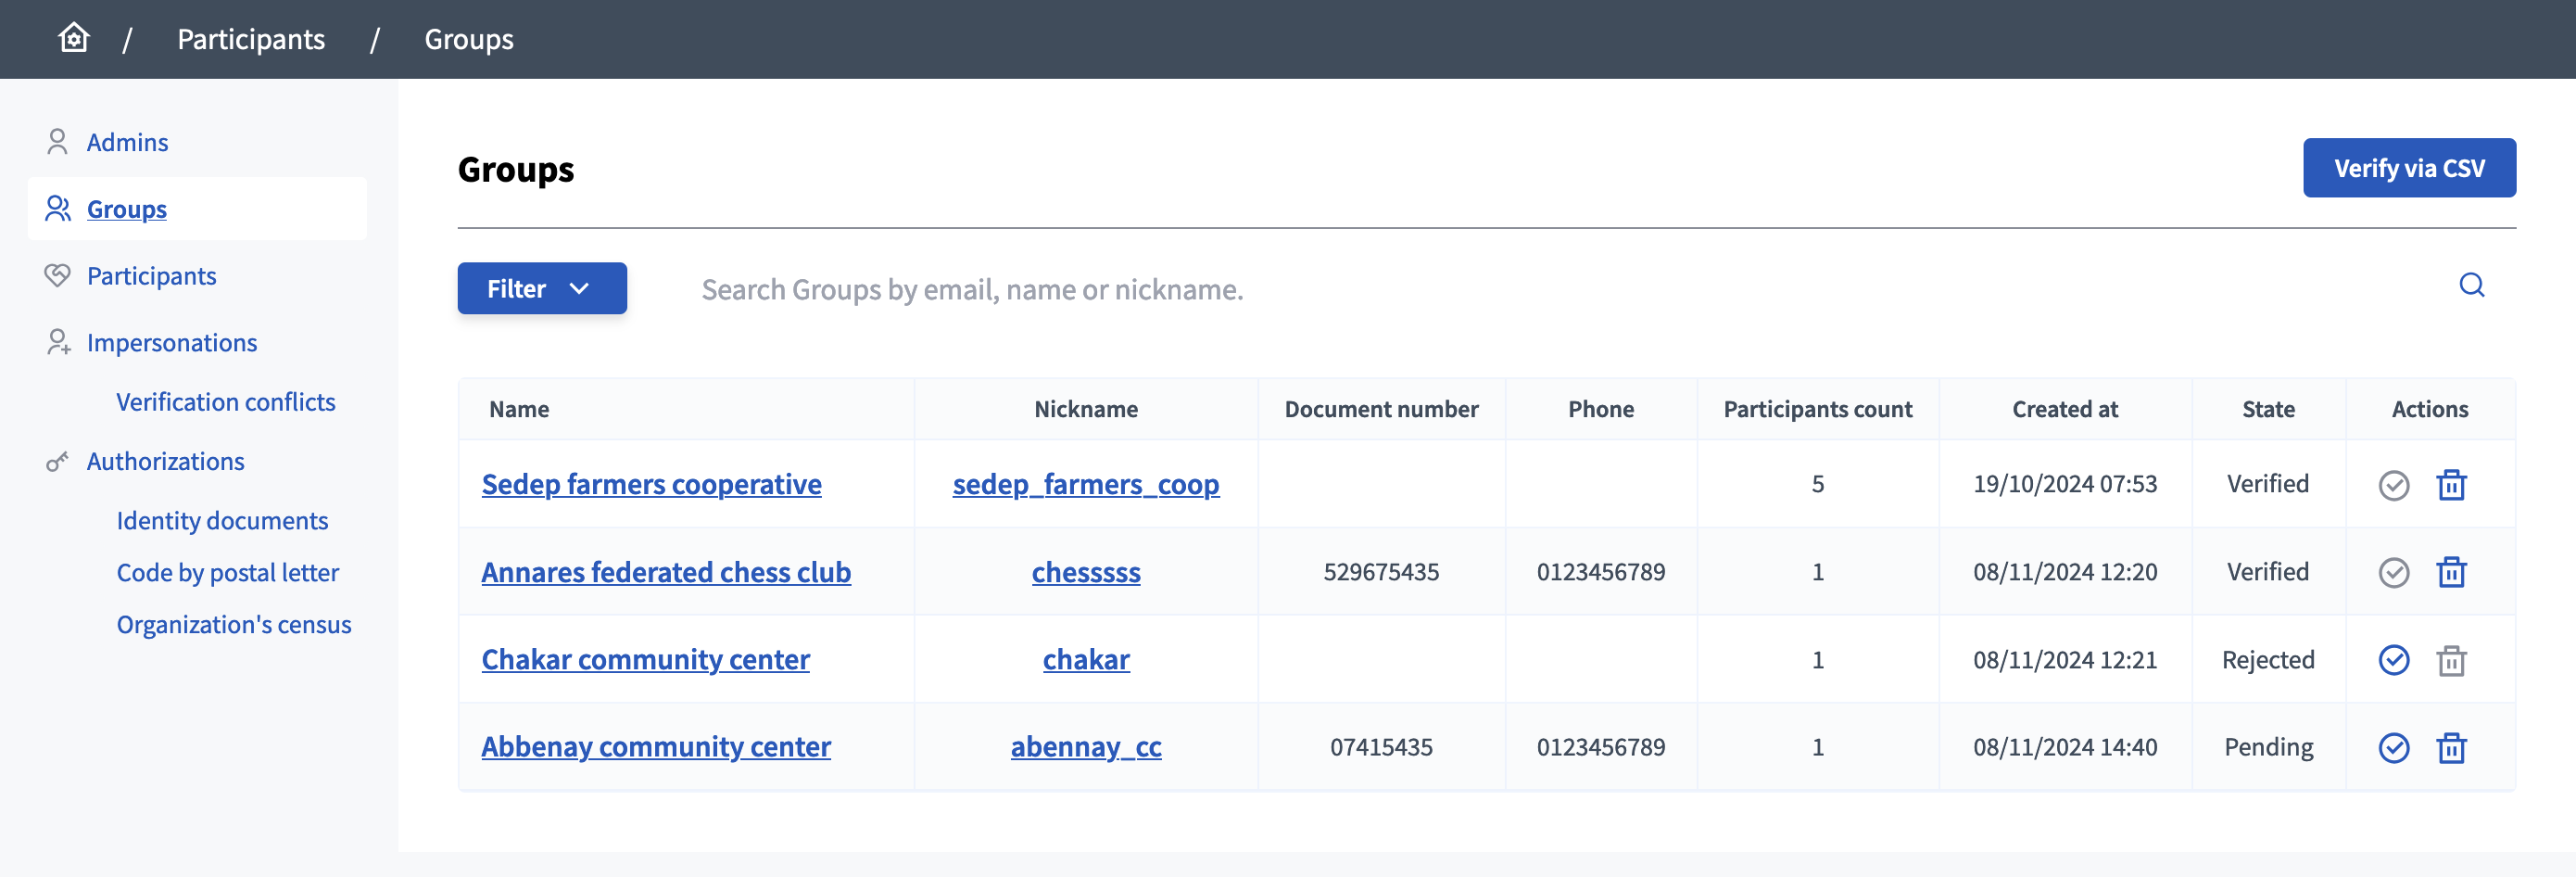 / Participants / Groups
Admins
Groups
Participants
Impersonations
Verification conflicts
Authorizations
Identity documents
Code by postal letter
Organization's census
Groups
Verify via CSV
Filter
Search Groups by email, name or nickname.
Name Nickname Document number Phone Participants count Created at State Actions
Sedep farmers cooperative sedep_farmers_coop 5 19/10/2024 07:53 Verified
Annares federated chess club chesssss 529675435 0123456789 1 08/11/2024 12:20 Verified
Chakar community center chakar 1 08/11/2024 12:21 Rejected
Abbenay community center abennay_cc 07415435 0123456789 1 08/11/2024 14:40 Pending